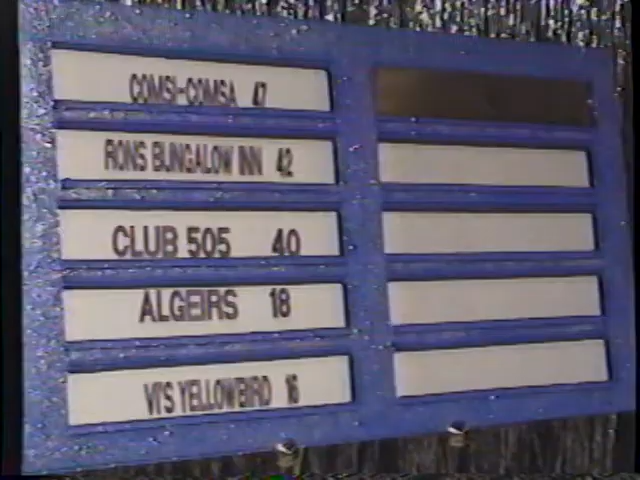 COMSI-COMSA 47
RONS BUNGALOW INN 42
CLUB 505 40
ALGEIRS 18
VI'S YELLOWBIRD 16